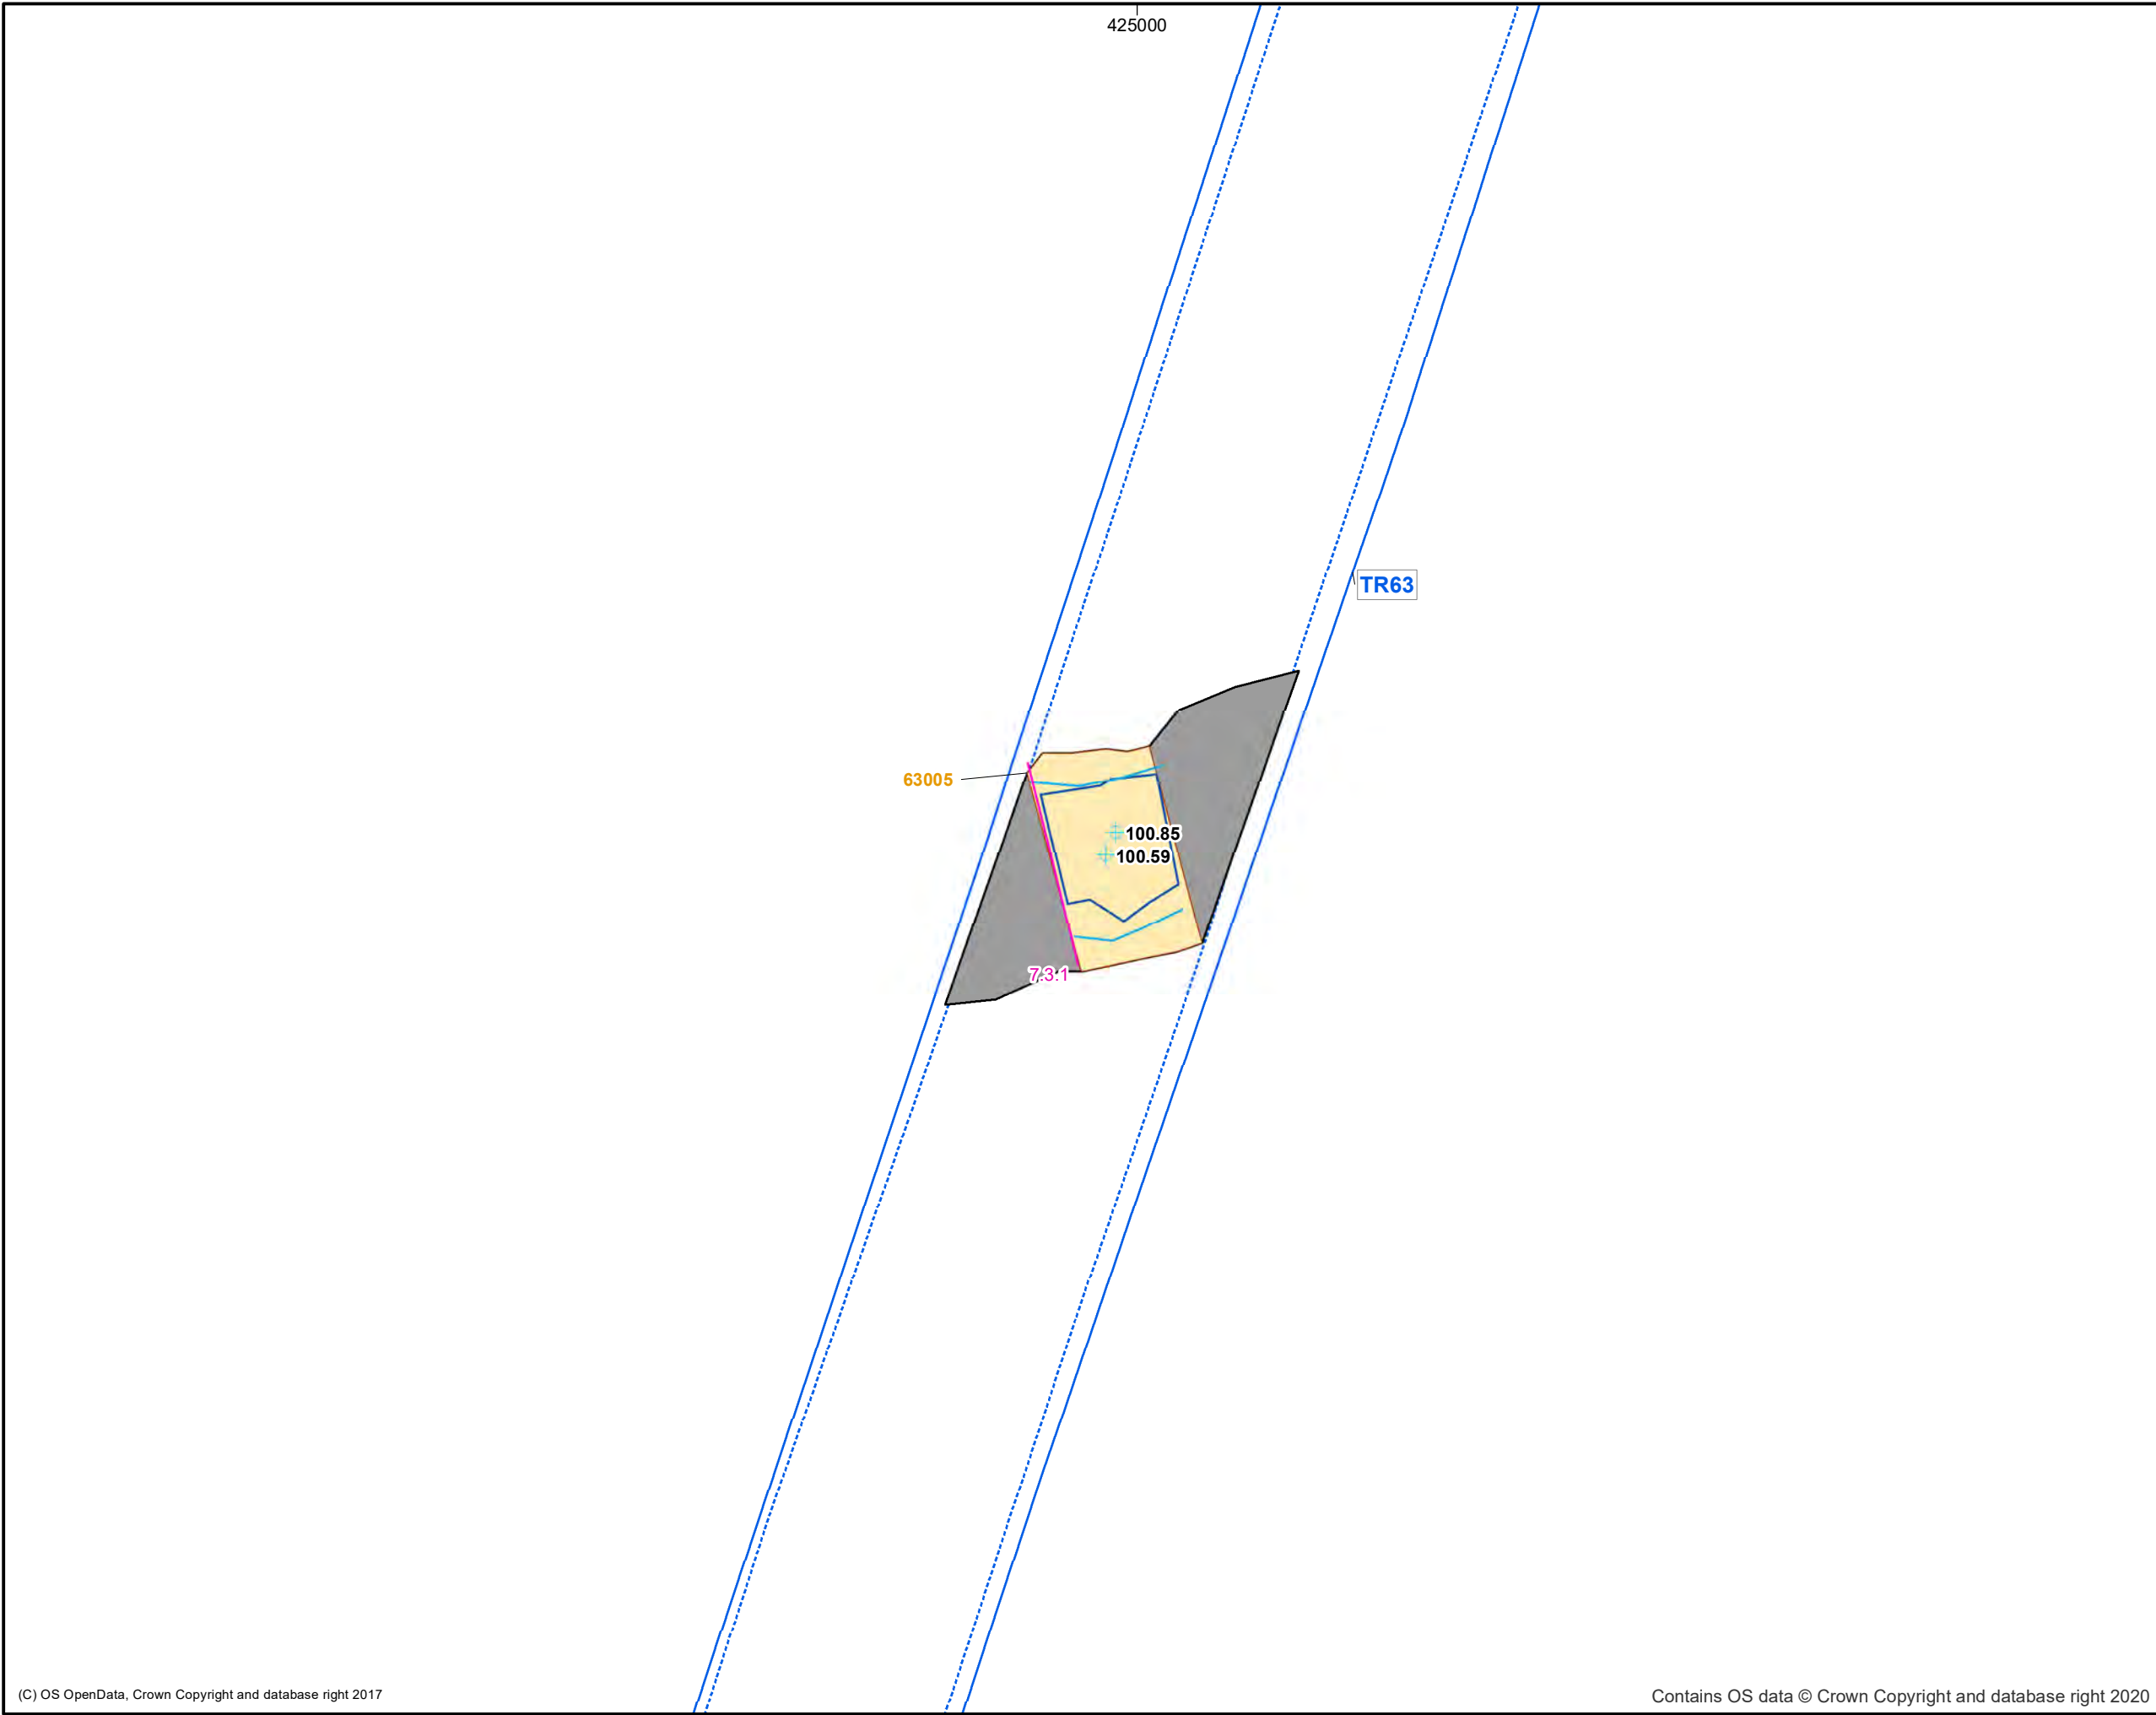 425000
TR63
63005
100.85
100.59
7.3.1
(C) OS OpenData, Crown Copyright and database right 2017
Contains OS data © Crown Copyright and database right 2020